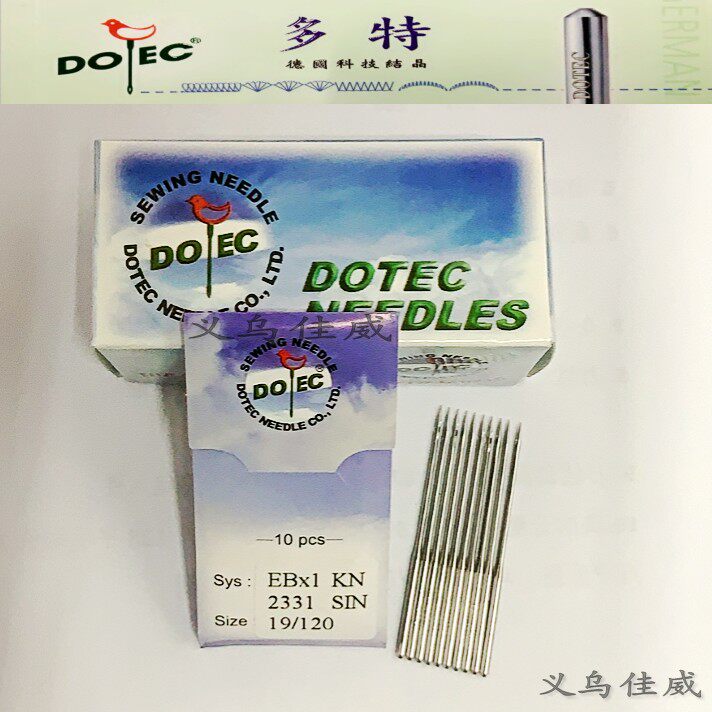 DOTEC®
多特
德國科技結晶
DOTEC
GERMAN
SEWING NEEDLE
DOTEC
DOTEC NEEDLE CO., LTD.
DOTEC
NEEDLES
义乌佳威
SEWING NEEDLE
DOTEC®
DOTEC NEEDLE CO., LTD.
10 pcs
Sys : EBx1 KN
2331 SIN
Size 19/120
义乌佳威